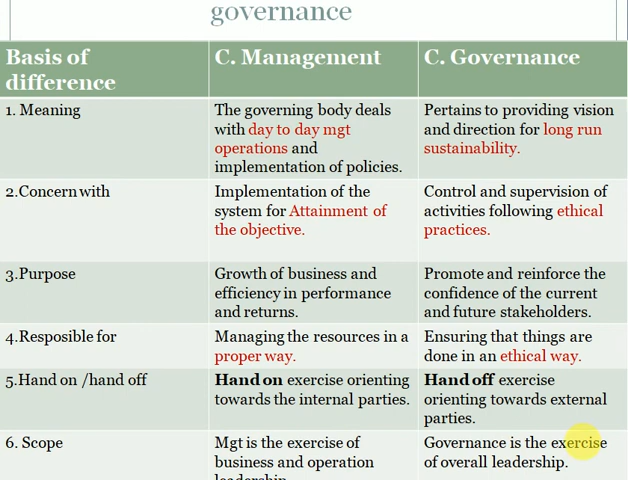 governance
Basis of
difference
C. Management
C. Governance
1. Meaning
The governing body deals
with day to day mgt
operations and
implementation of policies.
Pertains to providing vision
and direction for long run
sustainability.
2.Concern with
Implementation of the
system for Attainment of
the objective.
Control and supervision of
activities following ethical
practices.
3.Purpose
Growth of business and
efficiency in performance
and returns.
Promote and reinforce the
confidence of the current
and future stakeholders.
4.Resposible for
Managing the resources in a
proper way.
Ensuring that things are
done in an ethical way.
5.Hand on /hand off
Hand on exercise orienting
towards the internal parties.
Hand off exercise
orienting towards external
parties.
6. Scope
Mgt is the exercise of
business and operation
leadership.
Governance is the exercise
of overall leadership.